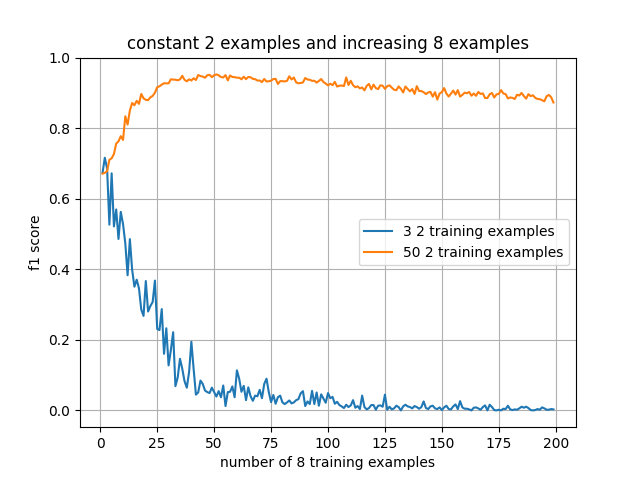 constant 2 examples and increasing 8 examples
1.0
0.8
0.6
0.4
0.2
0.0
f1 score
3 2 training examples
50 2 training examples
0 25 50 75 100 125 150 175 200
number of 8 training examples